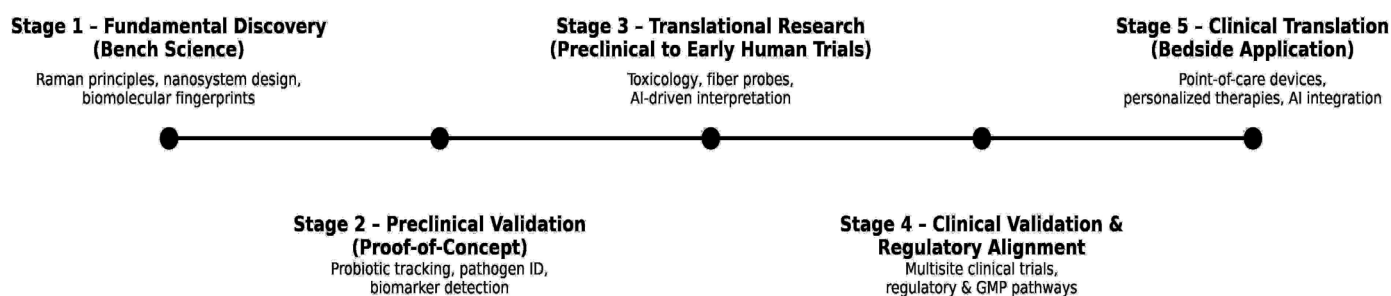 Stage 1 – Fundamental Discovery
(Bench Science)
Raman principles, nanosystem design,
biomolecular fingerprints
Stage 2 – Preclinical Validation
(Proof-of-Concept)
Probiotic tracking, pathogen ID,
biomarker detection
Stage 3 – Translational Research
(Preclinical to Early Human Trials)
Toxicology, fiber probes,
AI-driven interpretation
Stage 4 – Clinical Validation &
Regulatory Alignment
Multisite clinical trials,
regulatory & GMP pathways
Stage 5 – Clinical Translation
(Bedside Application)
Point-of-care devices,
personalized therapies, AI integration